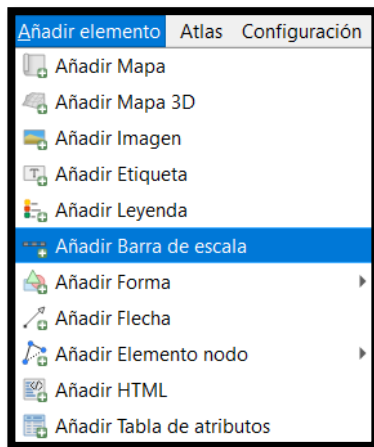 Añadir elemento Atlas Configuración
Añadir Mapa
Añadir Mapa 3D
Añadir Imagen
Añadir Etiqueta
Añadir Leyenda
Añadir Barra de escala
Añadir Forma
Añadir Flecha
Añadir Elemento nodo
Añadir HTML
Añadir Tabla de atributos